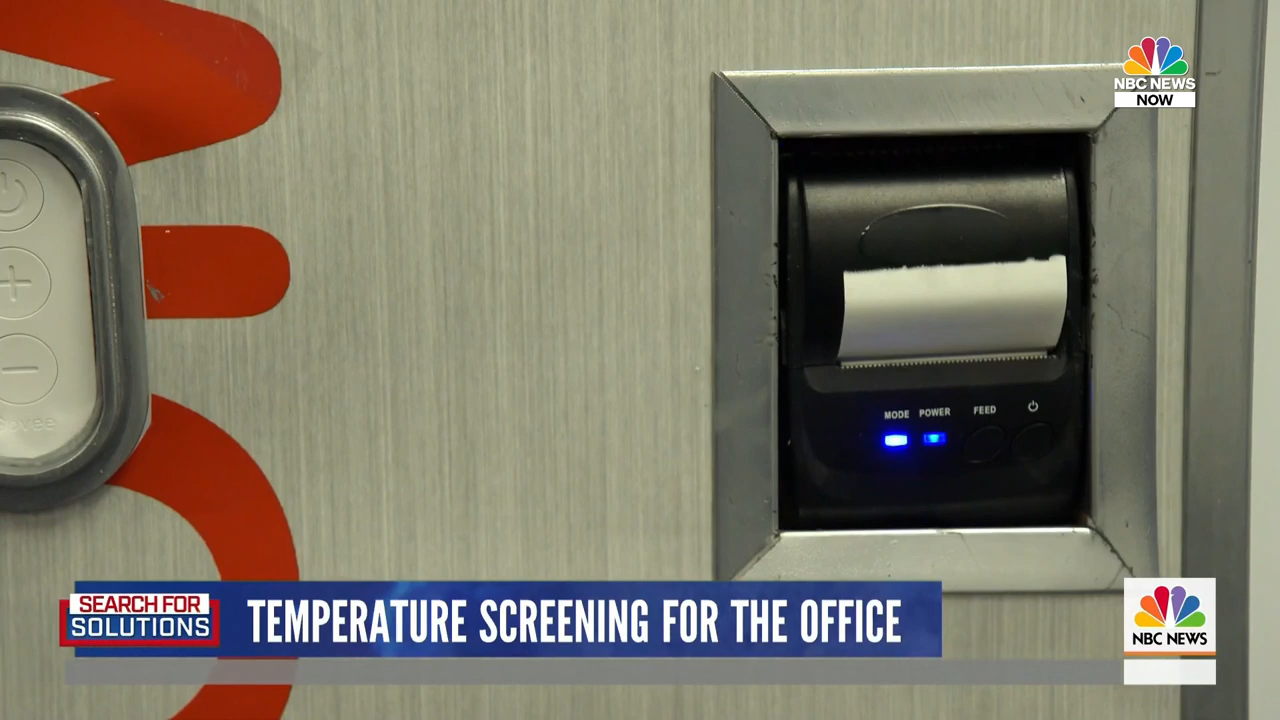 NBC NEWS
NOW
MODE POWER FEED
SEARCH FOR
SOLUTIONS
TEMPERATURE SCREENING FOR THE OFFICE
NBC NEWS